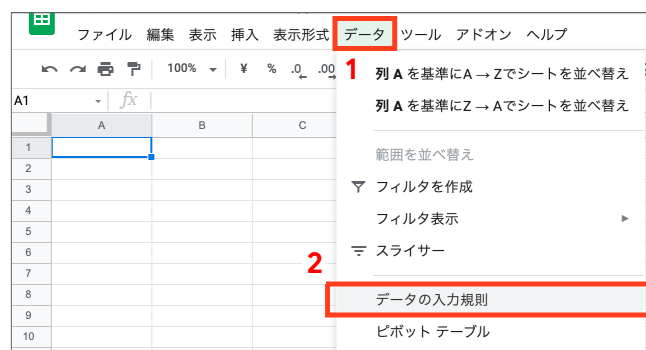 ファイル 編集 表示 挿入 表示形式 データ ツール アドオン ヘルプ
100% ¥ % .0 .00
1
列 A を基準にA → Zでシートを並べ替え
A1 fx
列 A を基準にZ → Aでシートを並べ替え
A B C
範囲を並べ替え
フィルタを作成
フィルタ表示
スライサー
2
データの入力規則
ピボット テーブル
1
2
3
4
5
6
7
8
9
10